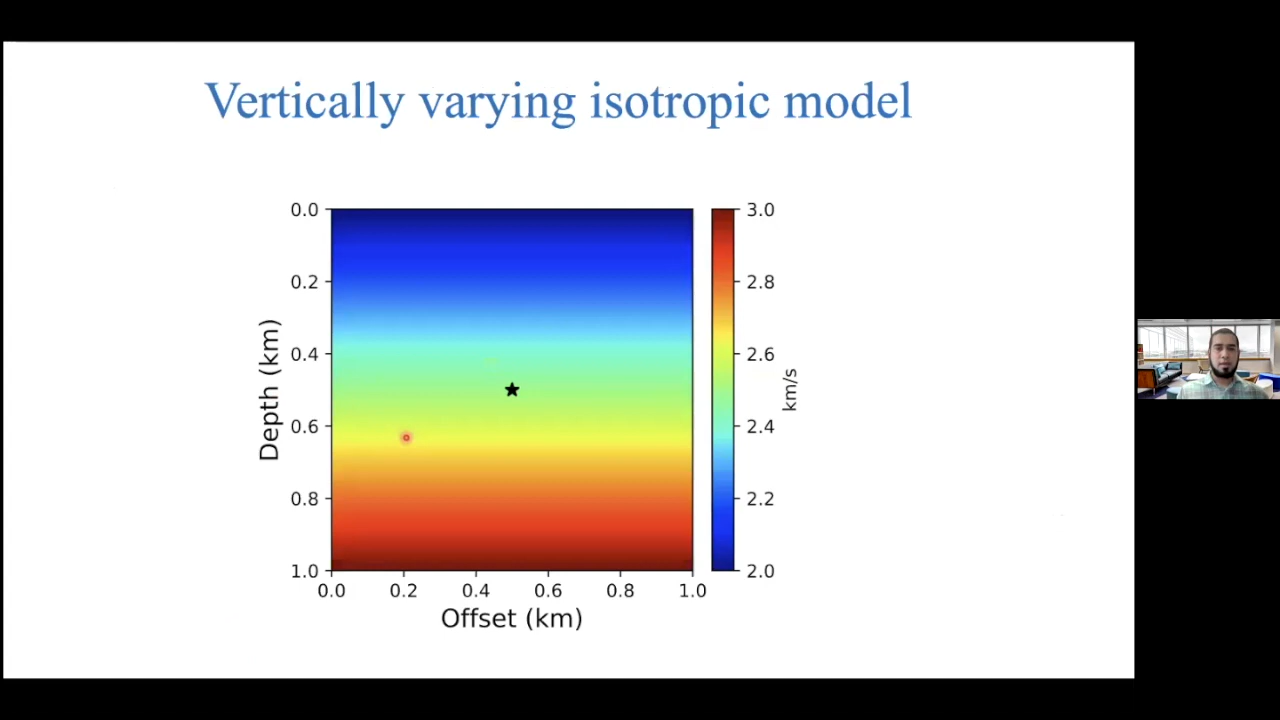 Vertically varying isotropic model
0.0
0.2
0.4
0.6
0.8
1.0
Depth (km)
0.0 0.2 0.4 0.6 0.8 1.0
Offset (km)
3.0
2.8
2.6
2.4
2.2
2.0
km/s